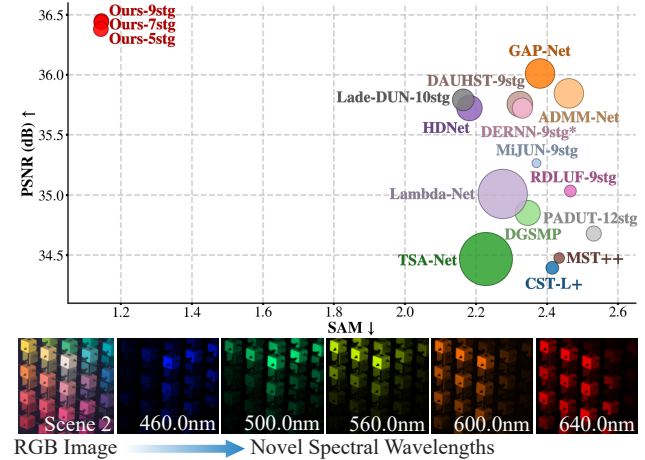 36.5
36.0
35.5
35.0
34.5
PSNR (dB) ↑
Ours-9stg
Ours-7stg
Ours-5stg
GAP-Net
DAUHST-9stg
Lade-DUN-10stg
ADMM-Net
HDNet
DERNN-9stg*
MiJUN-9stg
RDLUF-9stg
Lambda-Net
PADUT-12stg
DGSMP
TSA-Net
MST++
CST-L+
1.2 1.4 1.6 1.8 2.0 2.2 2.4 2.6
SAM ↓
Scene 2 460.0nm 500.0nm 560.0nm 600.0nm 640.0nm
RGB Image Novel Spectral Wavelengths